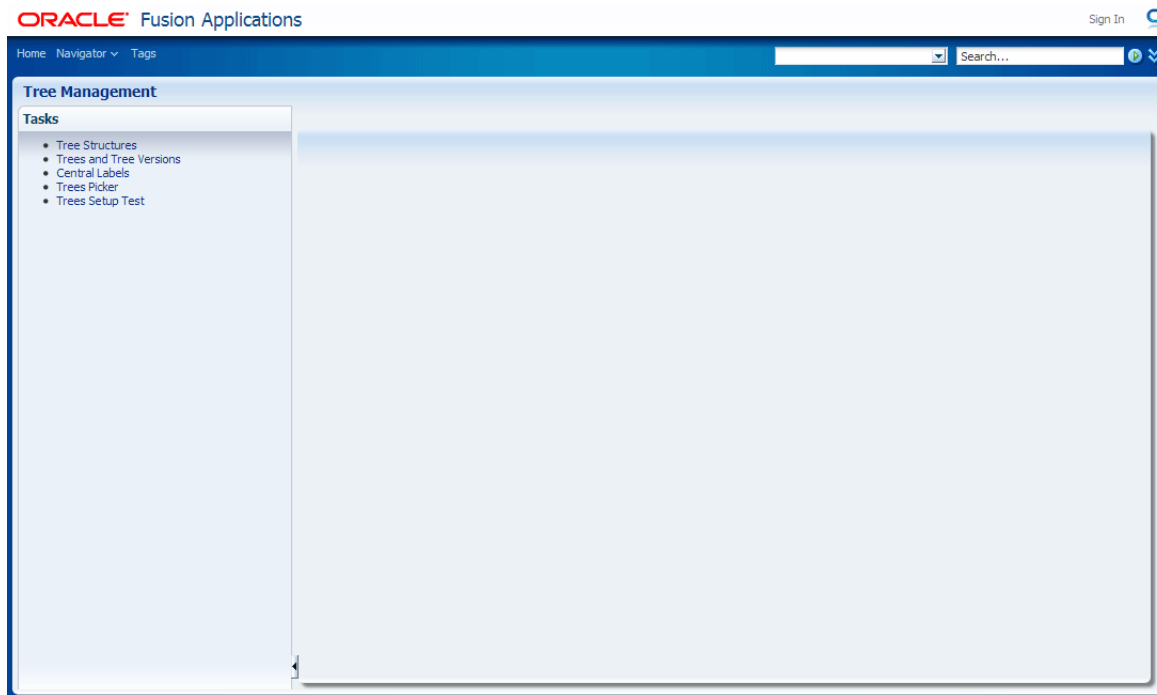 ORACLE Fusion Applications
Sign In
Home Navigator Tags
Search...
Tree Management
Tasks
• Tree Structures
• Trees and Tree Versions
• Central Labels
• Trees Picker
• Trees Setup Test